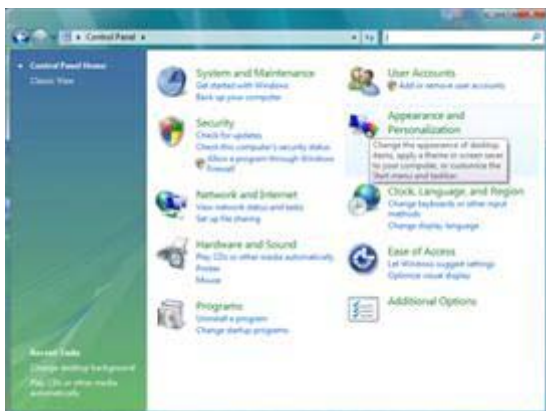 Control Panel
Control Panel Home
Classic View
System and Maintenance
Get started with Windows
Back up your computer
Security
Check for updates
Check this computer's security status
Allow a program through Windows
Firewall
Network and Internet
View network status and tasks
Set up file sharing
Hardware and Sound
Play CDs or other media automatically
Printer
Mouse
Programs
Uninstall a program
Change startup programs
User Accounts
Add or remove user accounts
Appearance and
Personalization
Change the appearance of desktop
items, apply a theme or screen saver
to your computer, or customize the
Start menu and taskbar.
Clock, Language, and Region
Change keyboards or other input
methods
Change display language
Ease of Access
Let Windows suggest settings
Optimize visual display
Additional Options
Recent Tasks
Change desktop background
Play CDs or other media
automatically